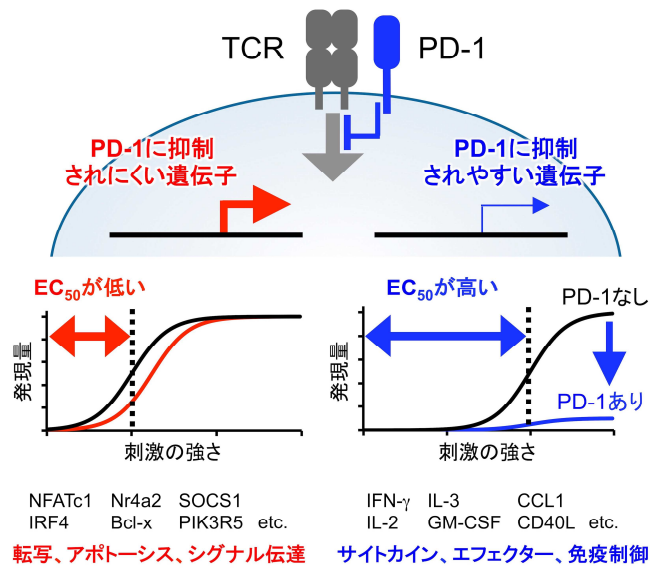 TCR
PD-1
PD-1に抑制
されにくい遺伝子
PD-1に抑制
されやすい遺伝子
EC50が低い
発現量
刺激の強さ
EC50が高い
PD-1なし
PD-1あり
発現量
刺激の強さ
NFATc1 Nr4a2 SOCS1
IRF4 Bcl-x PIK3R5 etc.
転写、アポトーシス、シグナル伝達
IFN-γ IL-3 CCL1
IL-2 GM-CSF CD40L etc.
サイトカイン、エフェクター、免疫制御